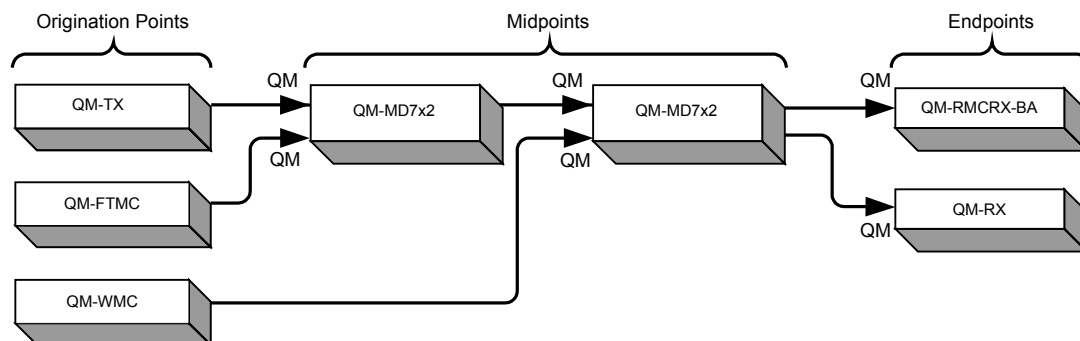 Origination Points
Midpoints
Endpoints
QM-TX
QM
QM-MD7x2
QM
QM-MD7x2
QM
QM-RMCRX-BA
QM
QM
QM-FTMC
QM-RX
QM
QM-WMC